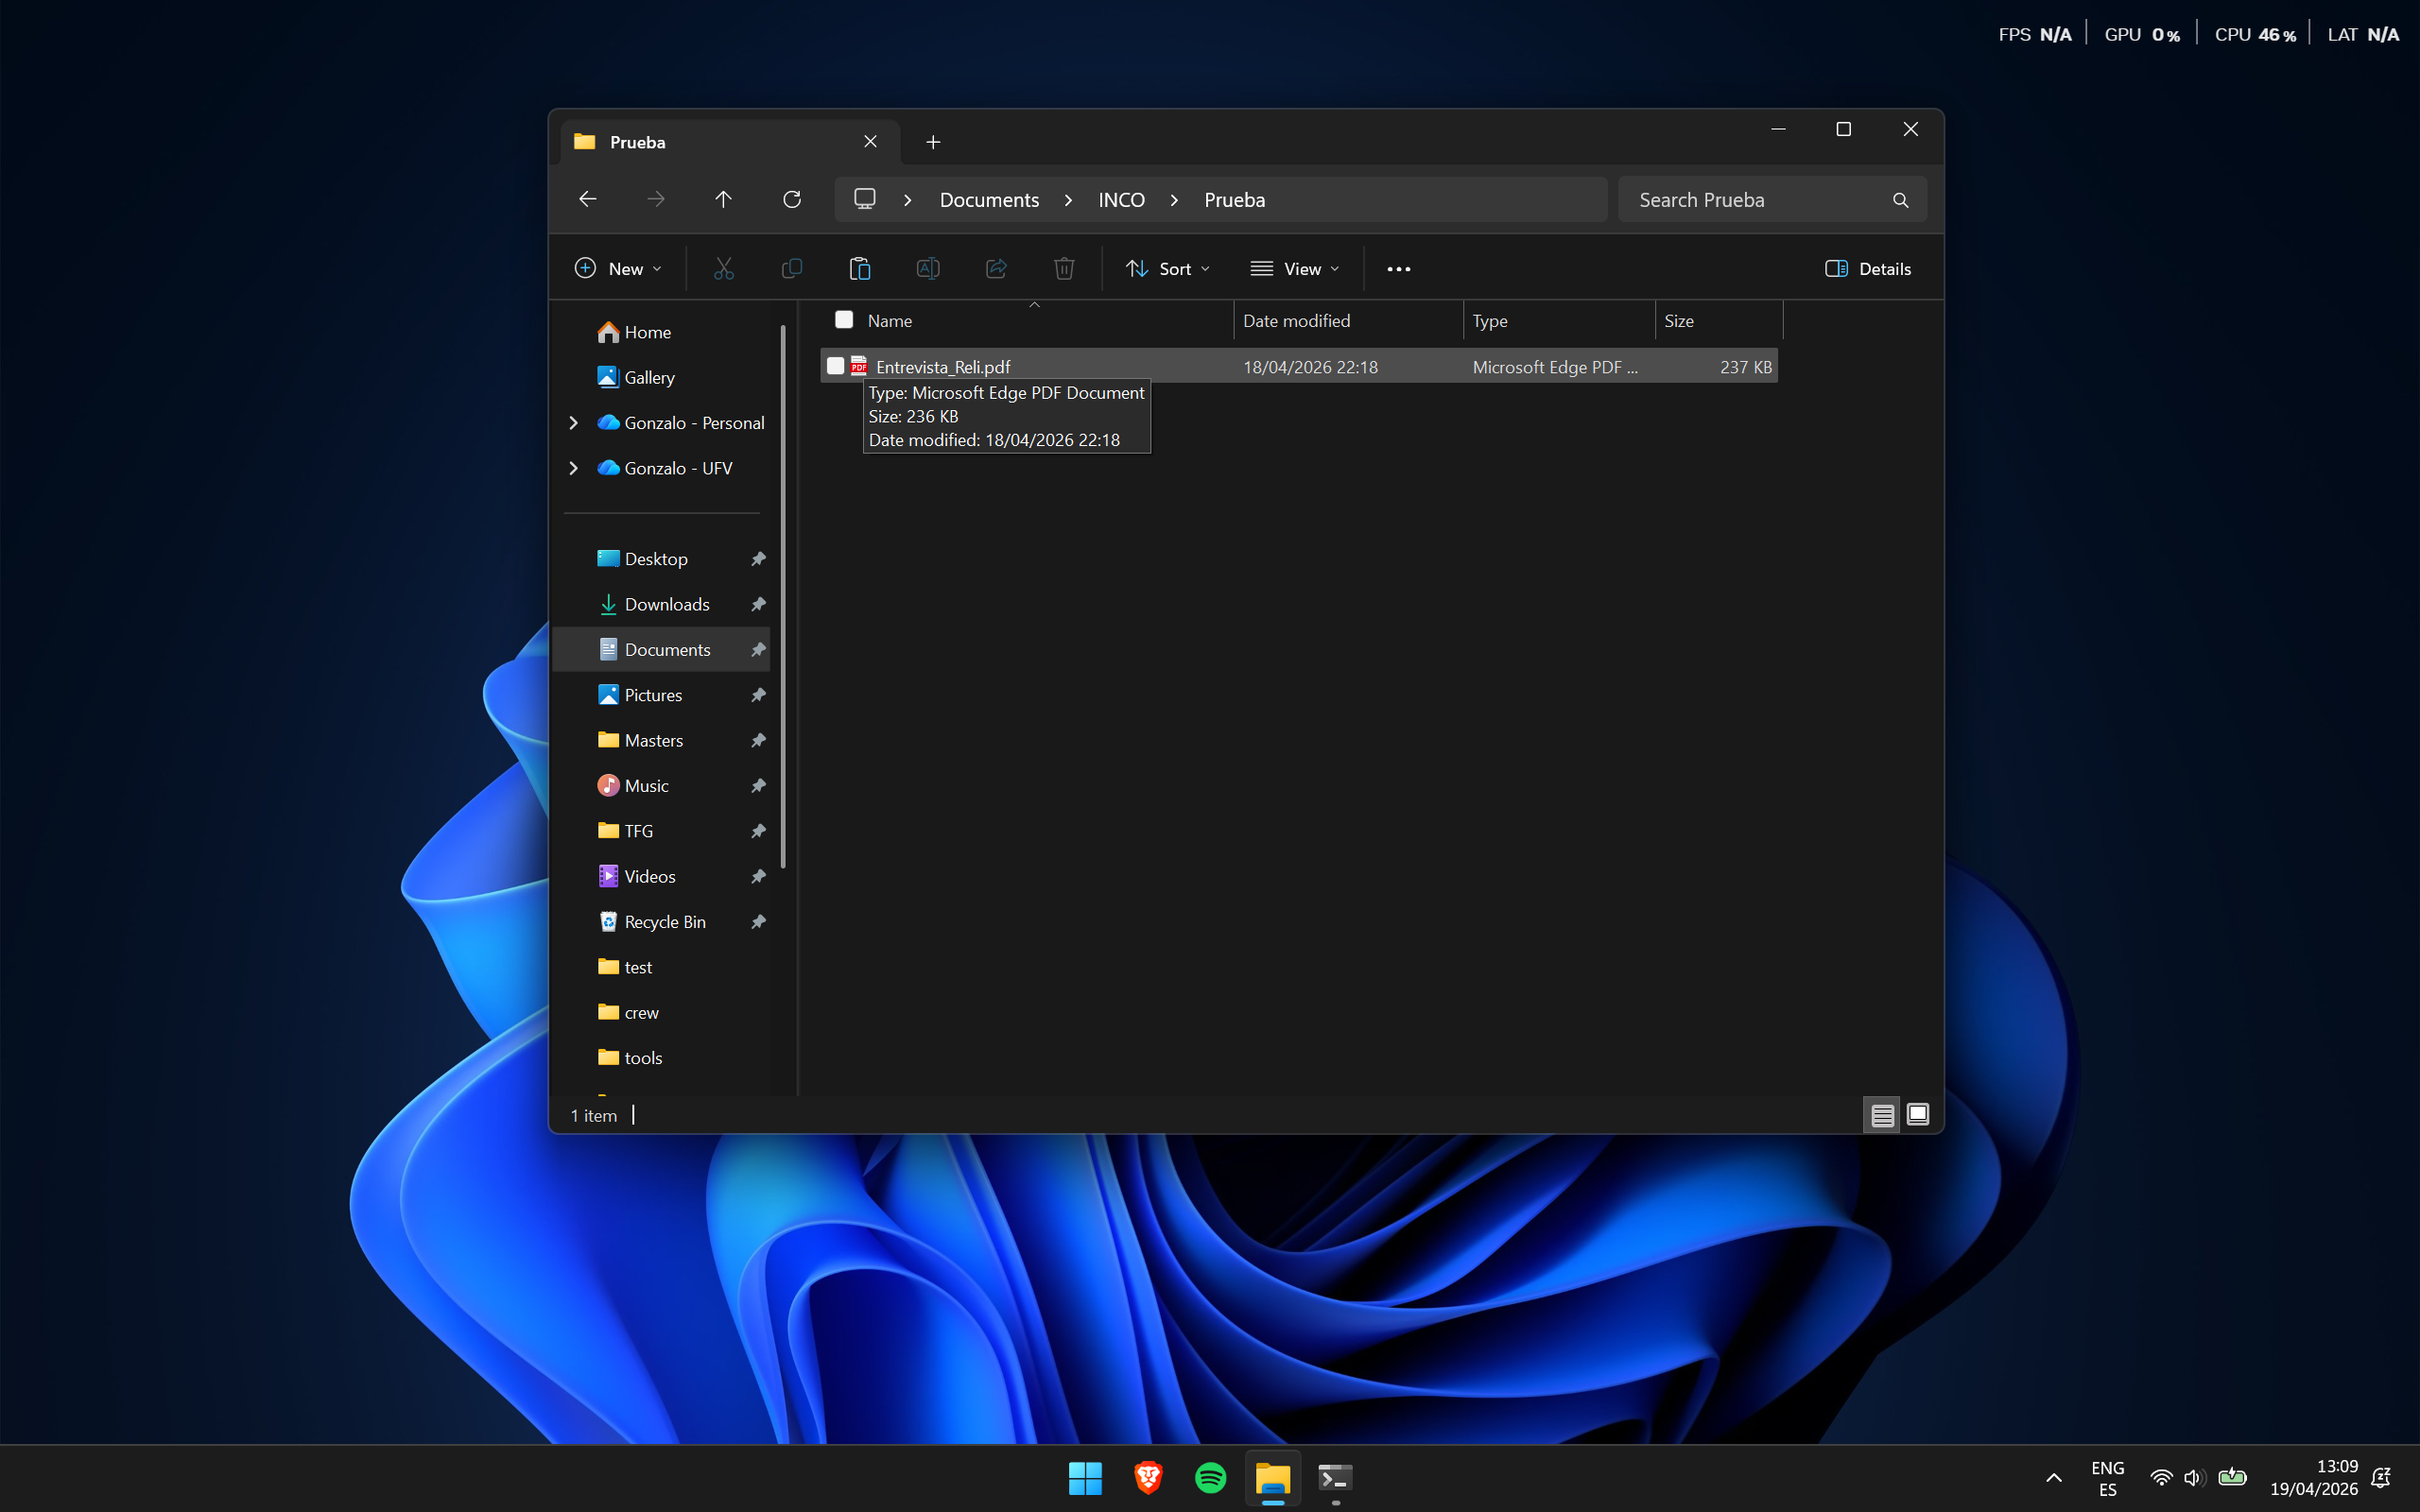 FPS N/A GPU 0% CPU 46% LAT N/A
Prueba
Documents INCO Prueba
Search Prueba
New Sort View Details
Name Date modified Type Size
Entrevista_Reli.pdf 18/04/2026 22:18 Microsoft Edge PDF ... 237 KB
Type: Microsoft Edge PDF Document
Size: 236 KB
Date modified: 18/04/2026 22:18
Home
Gallery
Gonzalo - Personal
Gonzalo - UFV
Desktop
Downloads
Documents
Pictures
Masters
Music
TFG
Videos
Recycle Bin
test
crew
tools
1 item
ENG
ES
13:09
19/04/2026